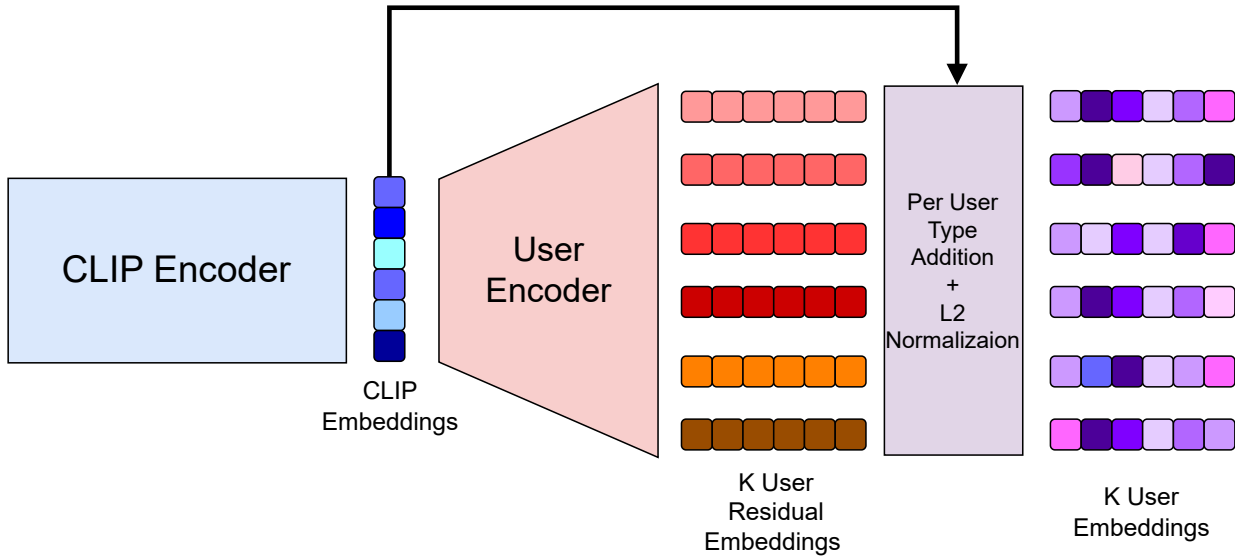 CLIP Encoder
CLIP
Embeddings
User
Encoder
K User
Residual
Embeddings
Per User
Type
Addition
+
L2
Normalizaion
K User
Embeddings